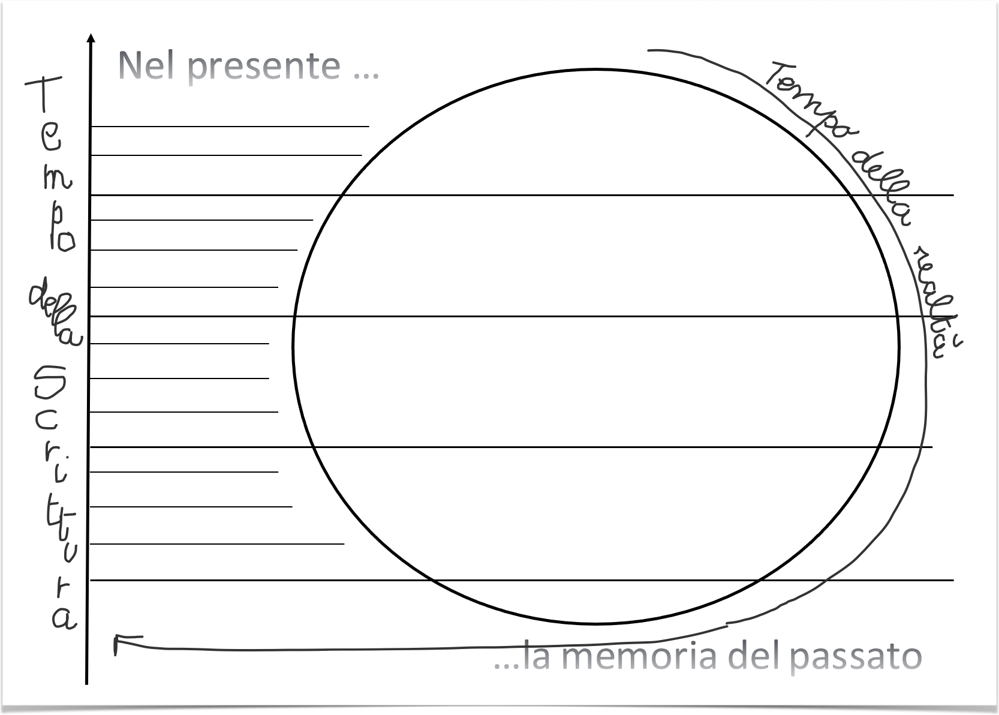 Nel presente ...
Tempo della Scrittura
Tempo della realtà
...la memoria del passato